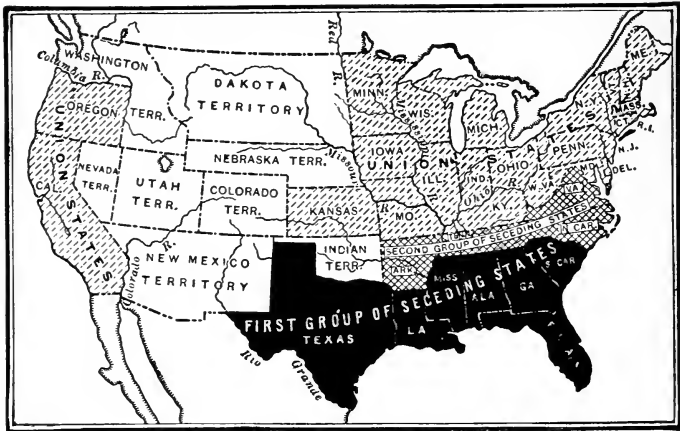 WASHINGTON
TERR.
Columbia R.
OREGON
UNION STATES
CAL.
NEVADA
TERR.
UTAH
TERR.
DAKOTA
TERRITORY
NEBRASKA TERR.
COLORADO
TERR.
KANSAS
NEW MEXICO
TERRITORY
Colorado R.
INDIAN
TERR.
Red R.
Missouri R.
MINN.
WIS.
MICH.
IOWA
UNION STATES
ILL.
IND.
OHIO
Ohio R.
MO.
KY.
W.VA.
VA.
PENN.
N.Y.
ME.
MASS.
CT.
R.I.
N.J.
DEL.
MD.
SECOND GROUP OF SECEDING STATES
N.CAR.
ARK.
FIRST GROUP OF SECEDING STATES
TEXAS
LA
MISS
ALA
GA
S CAR
FLA
Rio Grande